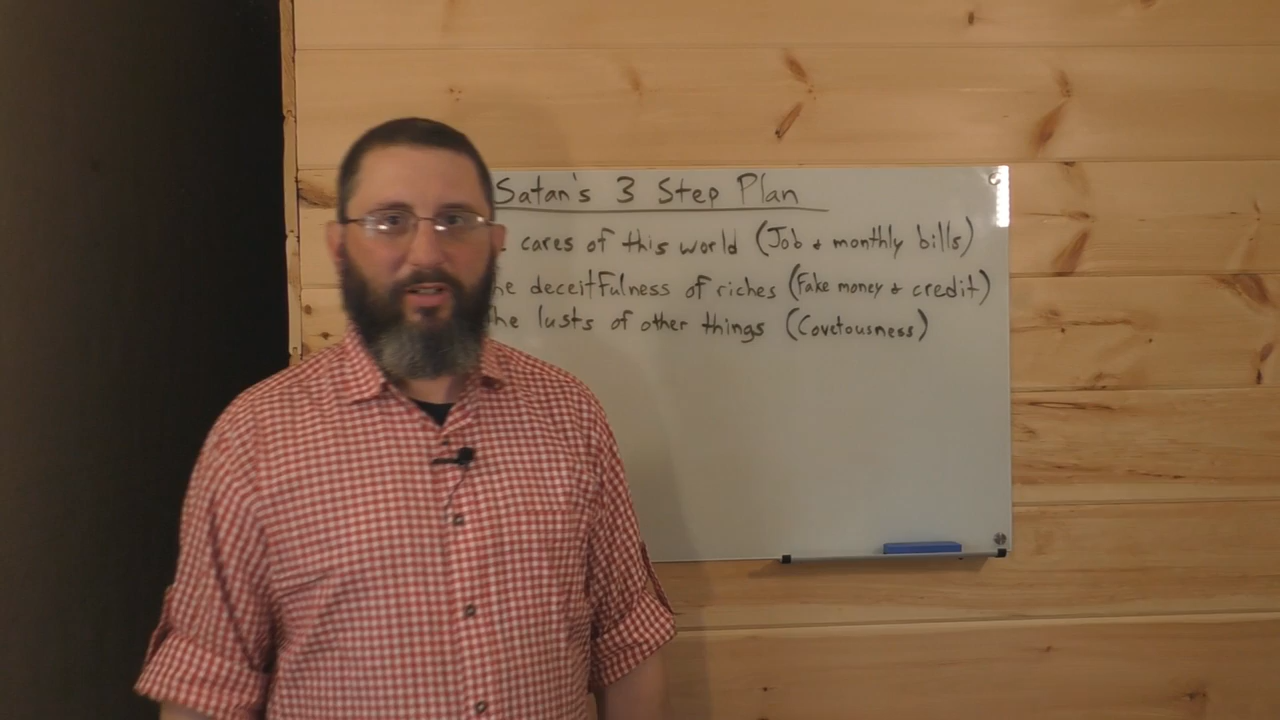 Satan's 3 Step Plan
cares of this world (Job & monthly bills)
he deceitfulness of riches (Fake money & credit)
he lusts of other things (Covetousness)